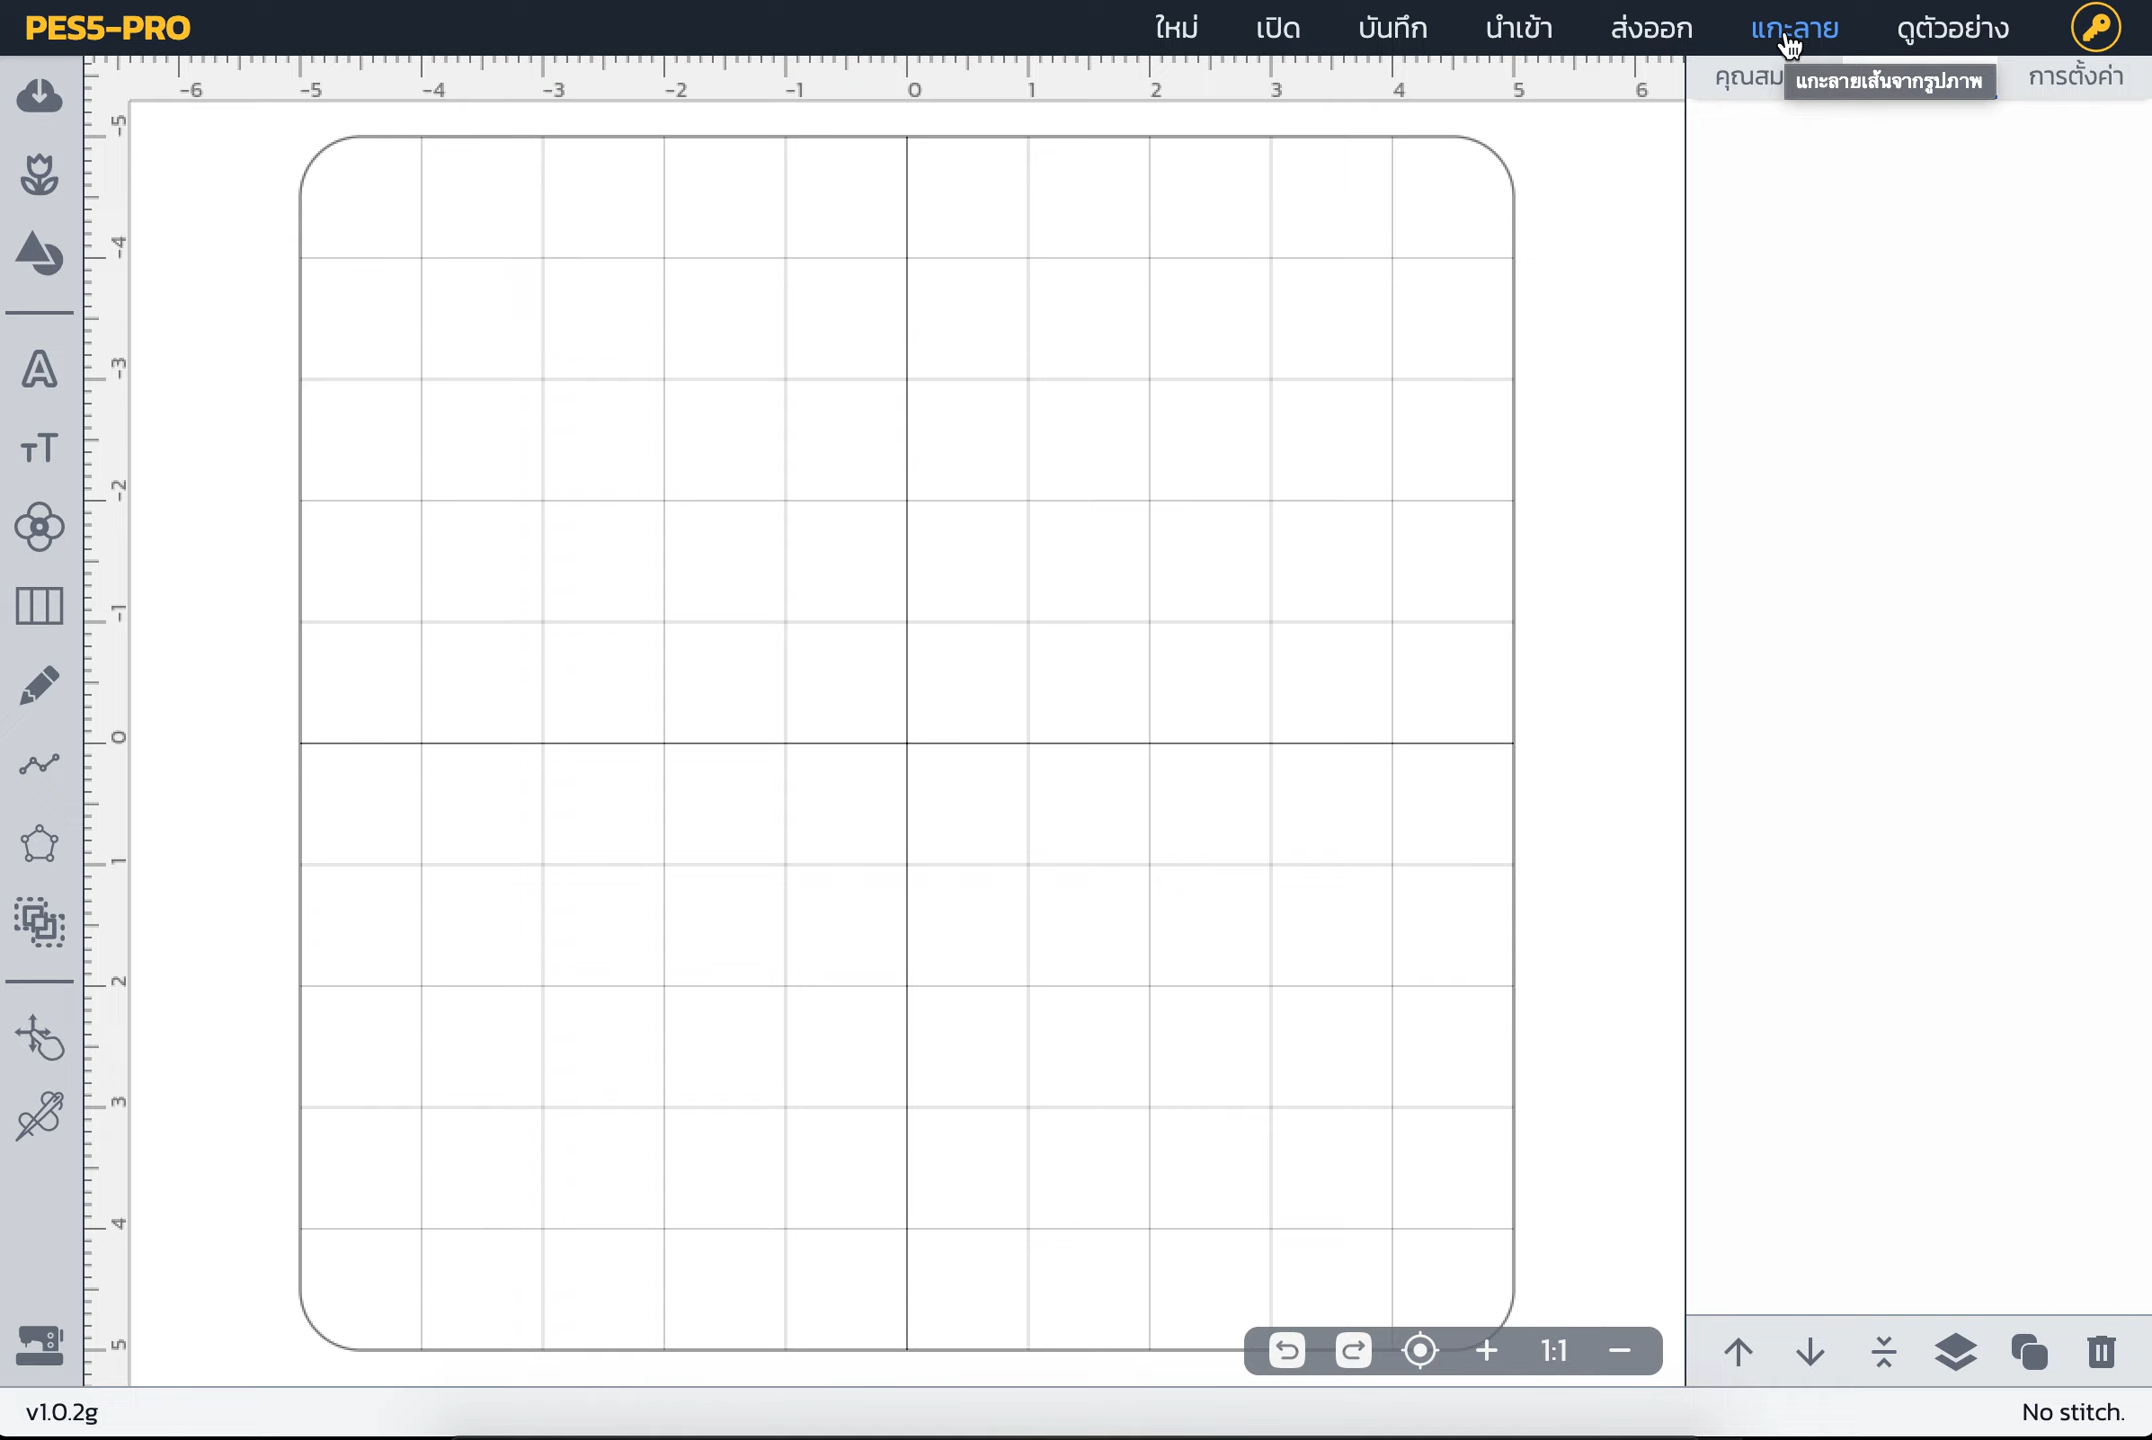 PES5-PRO ใหม่ เปิด บันทึก นำเข้า ส่งออก แกะลาย ดูตัวอย่าง
แกะลายเส้นจากรูปภาพ การตั้งค่า
-6 -5 -4 -3 -2 -1 0 1 2 3 4 5 6
-5
-4
-3
-2
-1
0
1
2
3
4
5
A
TT
1:1
v1.0.2g No stitch.